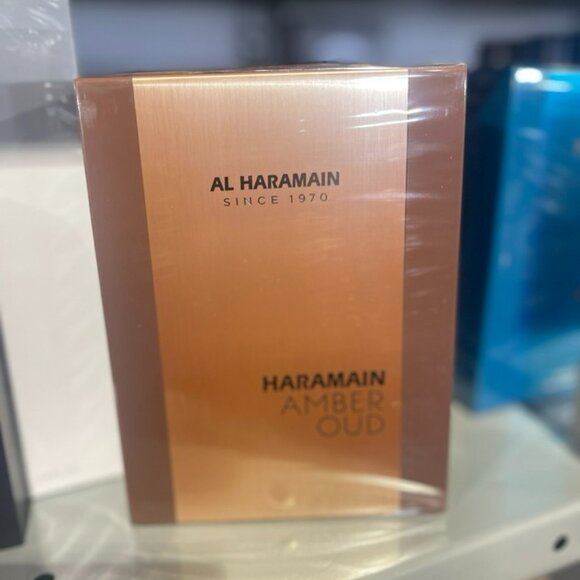 AL HARAMAIN
SINCE 1970
HARAMAIN
AMBER
OUD